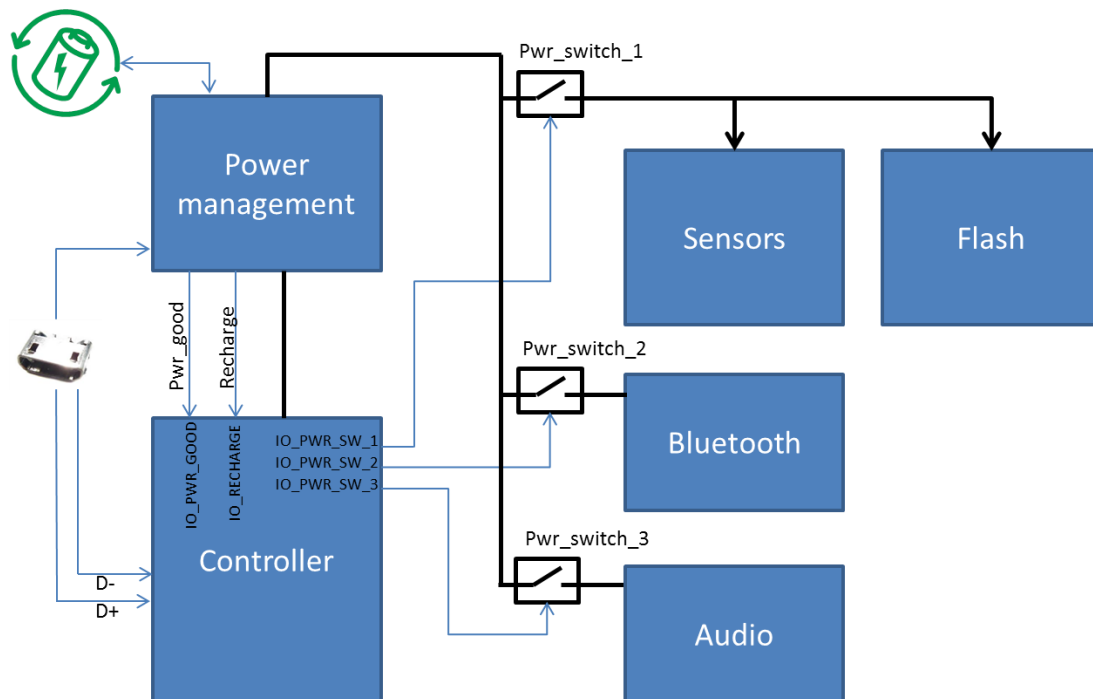 Pwr_switch_1
Power
management
Sensors
Flash
Pwr_good
Recharge
Pwr_switch_2
Bluetooth
IO_PWR_GOOD
IO_RECHARGE
IO_PWR_SW_1
IO_PWR_SW_2
IO_PWR_SW_3
Controller
Pwr_switch_3
D-
D+
Audio